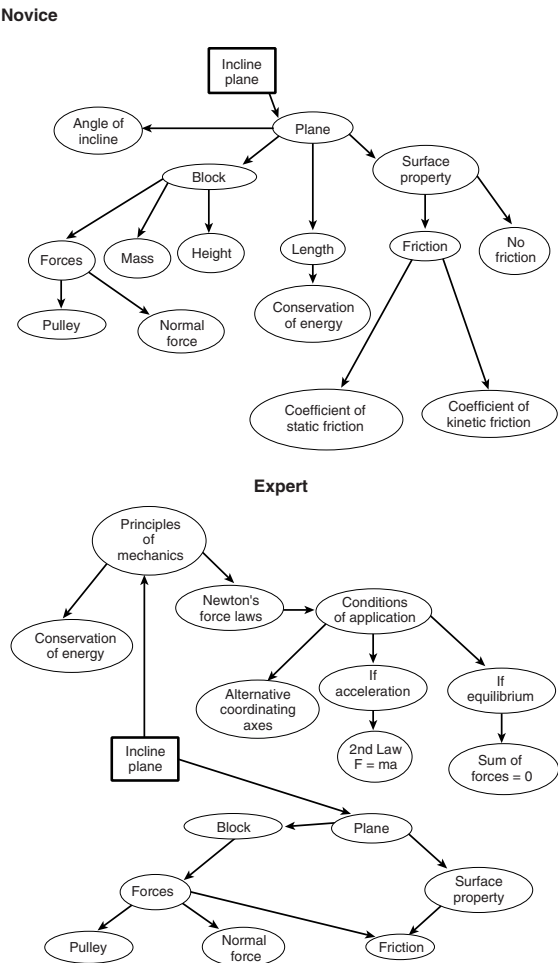 Novice
Incline
plane
Angle of
incline
Plane
Surface
property
Block
Forces
Mass
Height
Length
Friction
No
friction
Pulley
Normal
force
Conservation
of energy
Coefficient of
static friction
Coefficient of
kinetic friction
Expert
Principles
of
mechanics
Newton's
force laws
Conditions
of application
Conservation
of energy
Alternative
coordinating
axes
If
acceleration
If
equilibrium
Incline
plane
2nd Law
F = ma
Sum of
forces = 0
Block
Plane
Forces
Surface
property
Pulley
Normal
force
Friction